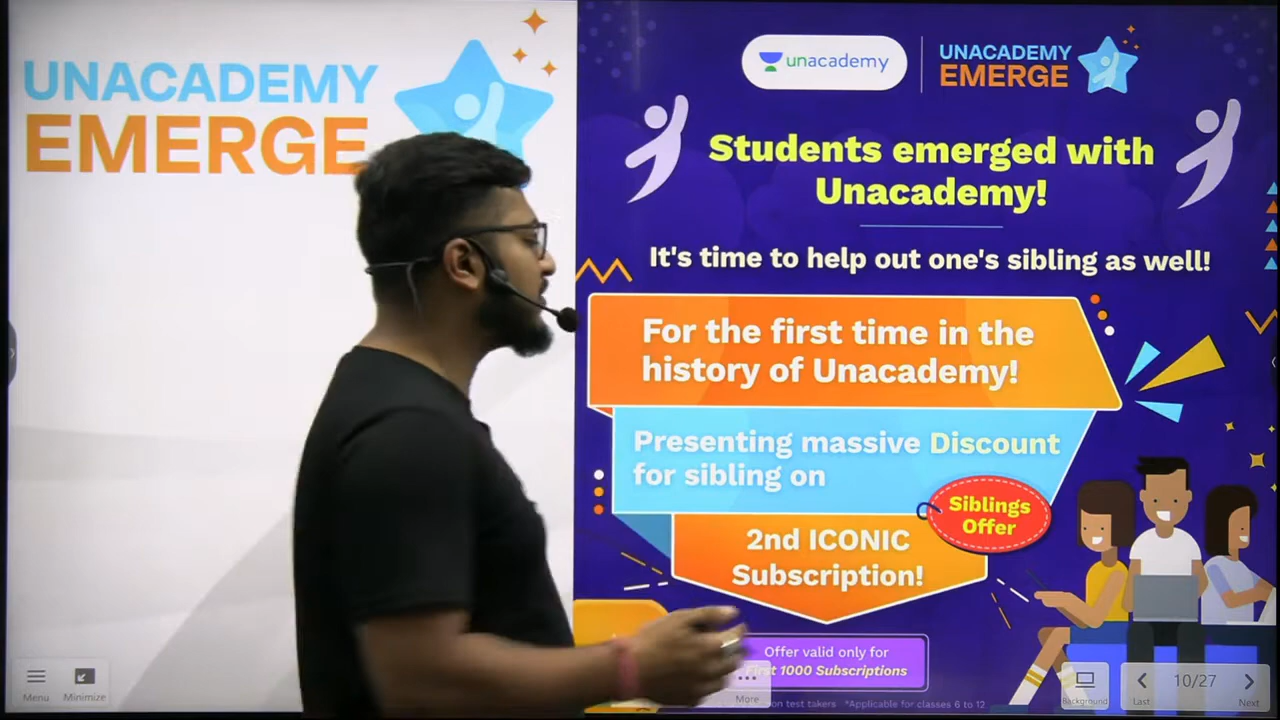 UNACADEMY
EMERGE
unacademy
UNACADEMY
EMERGE
Students emerged with
Unacademy!
It's time to help out one's sibling as well!
For the first time in the
history of Unacademy!
Presenting massive Discount
for sibling on
Siblings
Offer
2nd ICONIC
Subscription!
Offer valid only for
First 1000 Subscriptions
on test takers *Applicable for classes 6 to 12
Menu
Minimize
More
Background
Last
10/27
Next